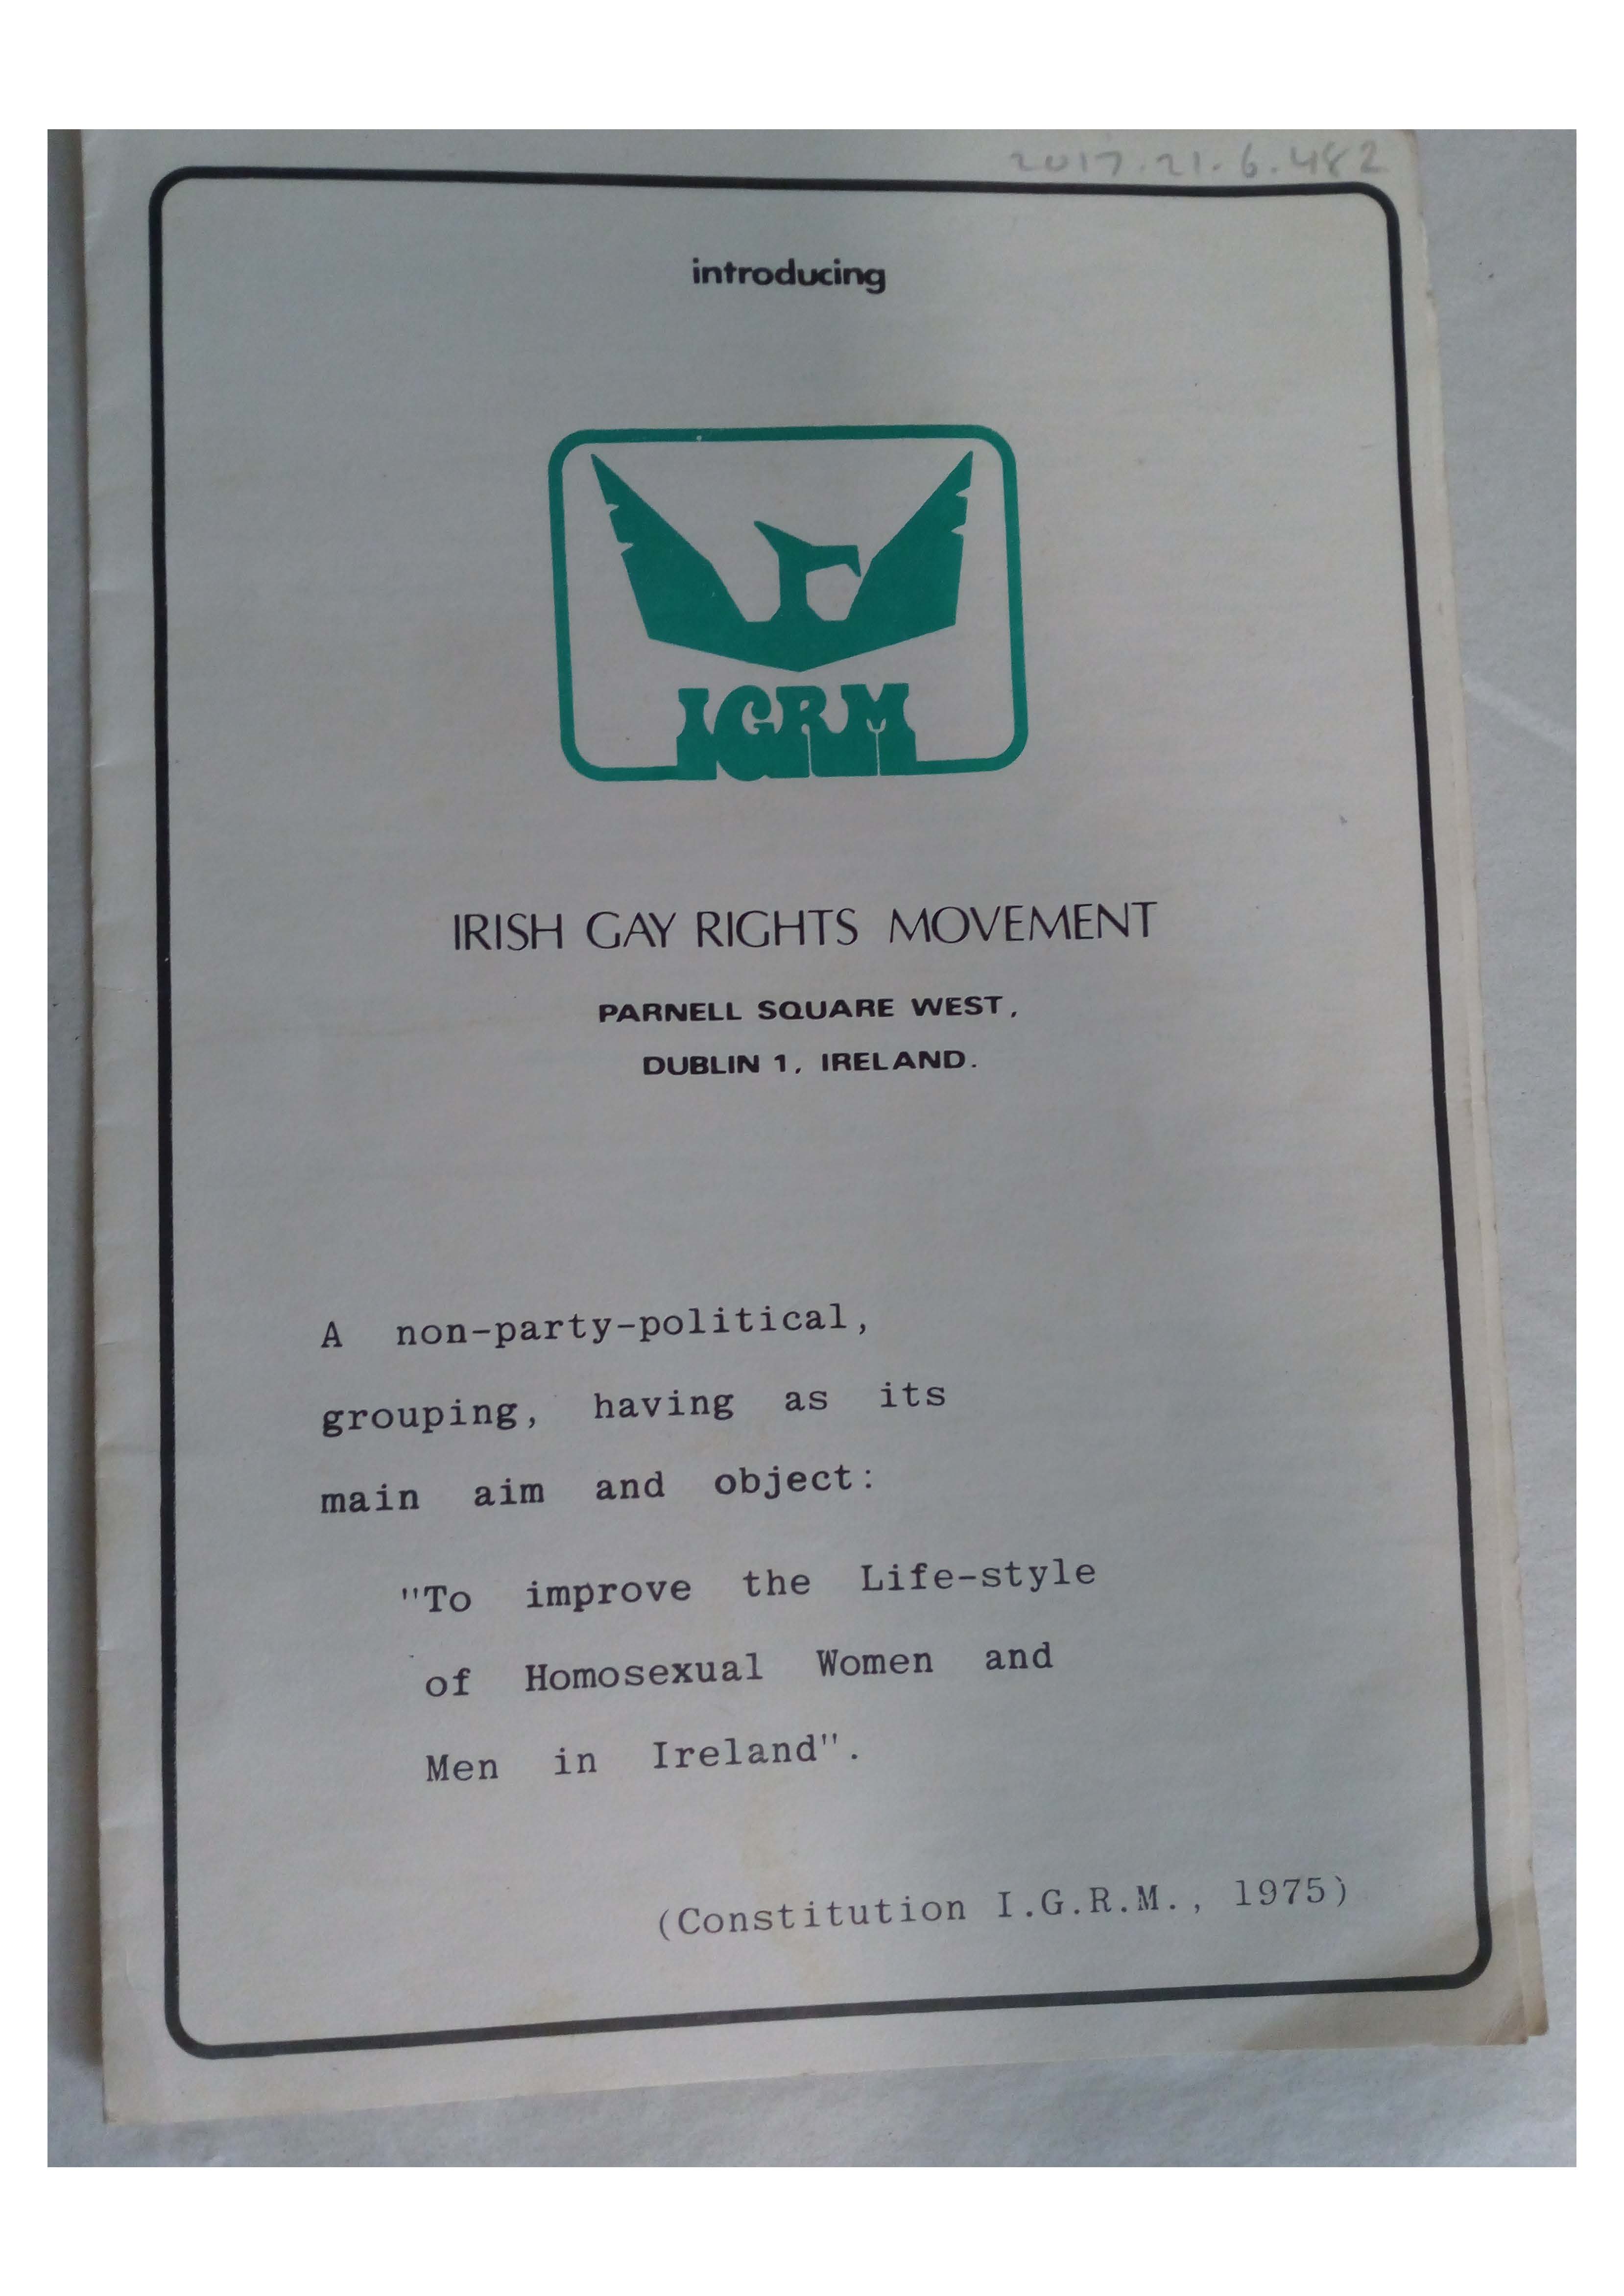 2017.21.6.482
introducing
IGRM
IRISH GAY RIGHTS MOVEMENT
PARNELL SQUARE WEST,
DUBLIN 1, IRELAND.
A non-party-political,
grouping, having as its
main aim and object:
"To improve the Life-style
of Homosexual Women and
Men in Ireland".
(Constitution I.G.R.M., 1975)